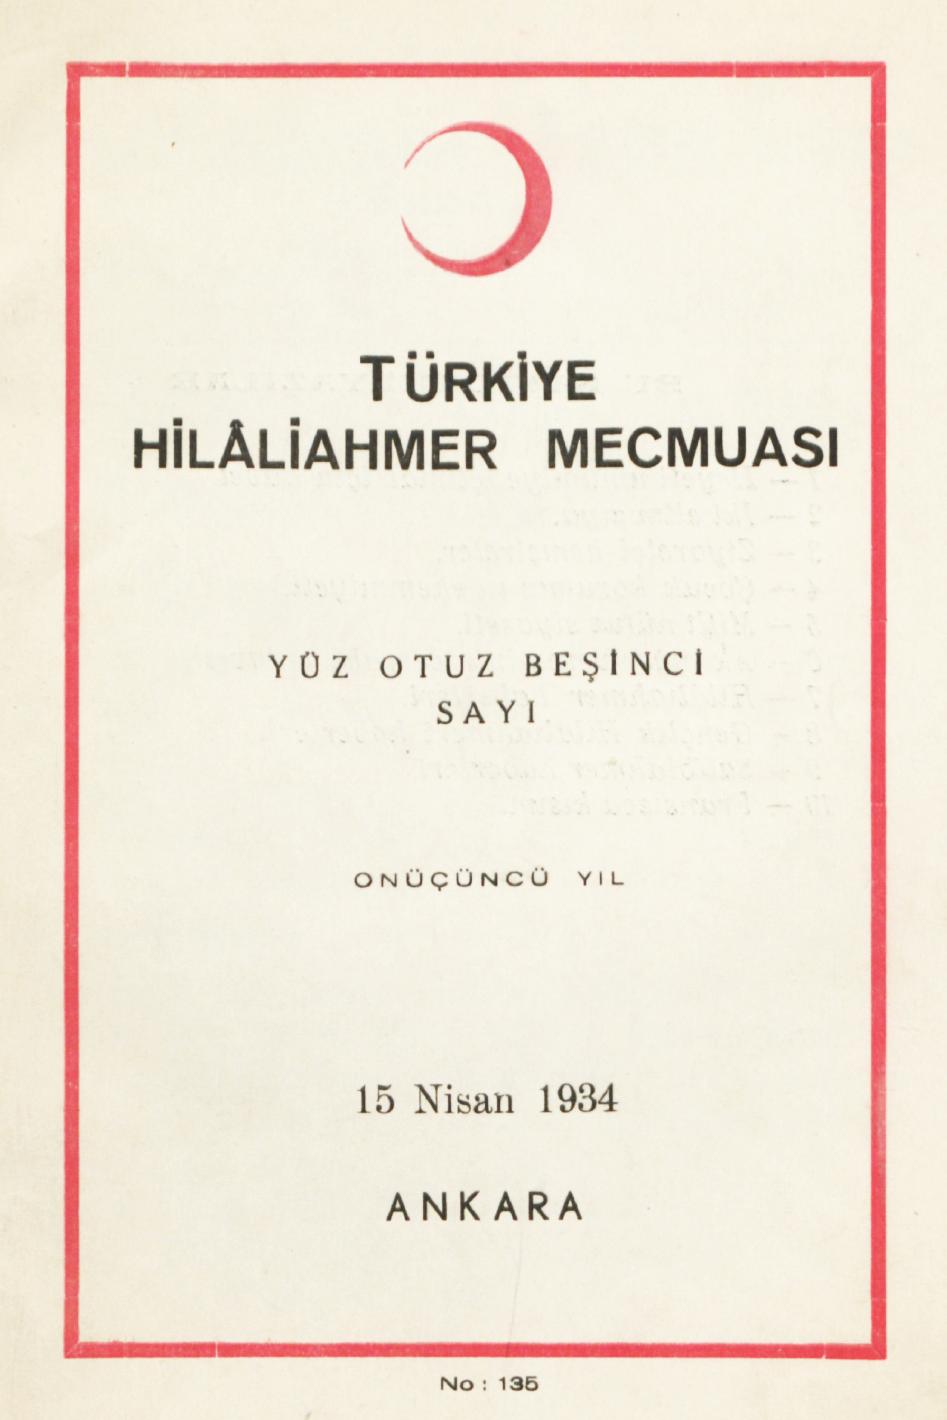 TÜRKİYE
HİLÂLİAHMER MECMUASI
YÜZ OTUZ BEŞİNCİ
SAYI
ONÜÇÜNCÜ YIL
15 Nisan 1934
ANKARA
No : 135